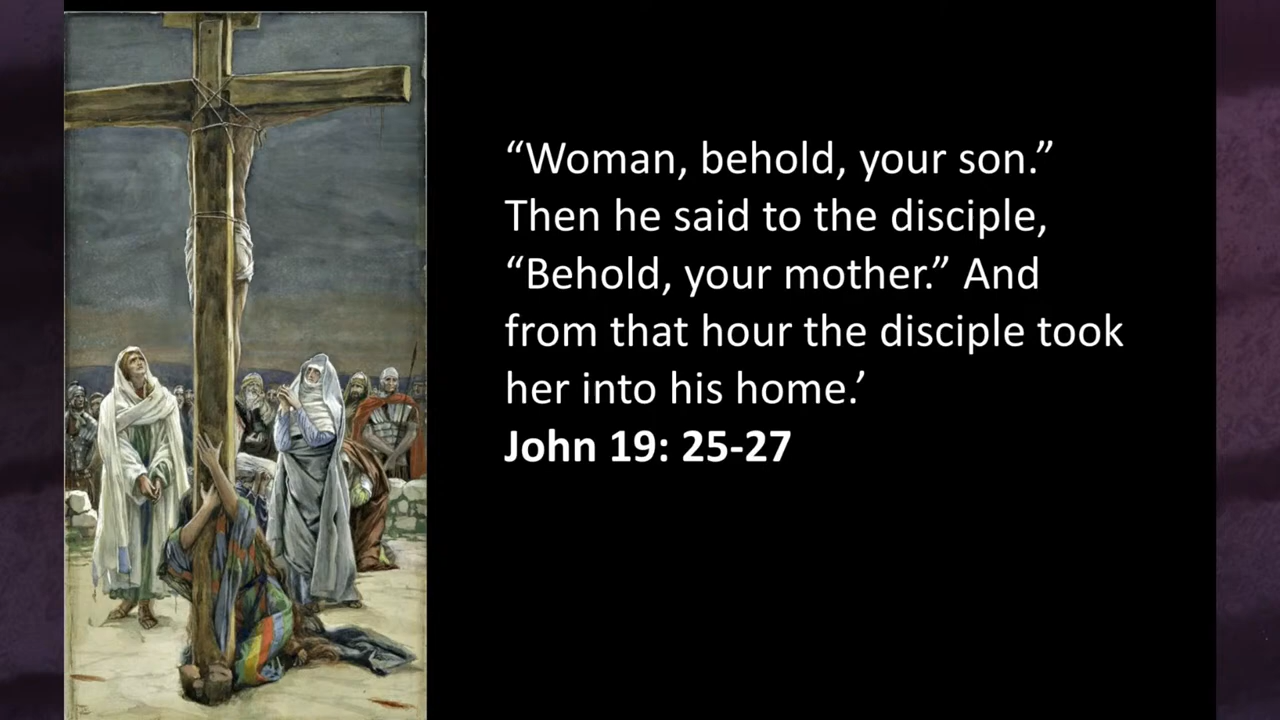 “Woman, behold, your son.”
Then he said to the disciple,
“Behold, your mother.” And
from that hour the disciple took
her into his home.’
John 19: 25-27